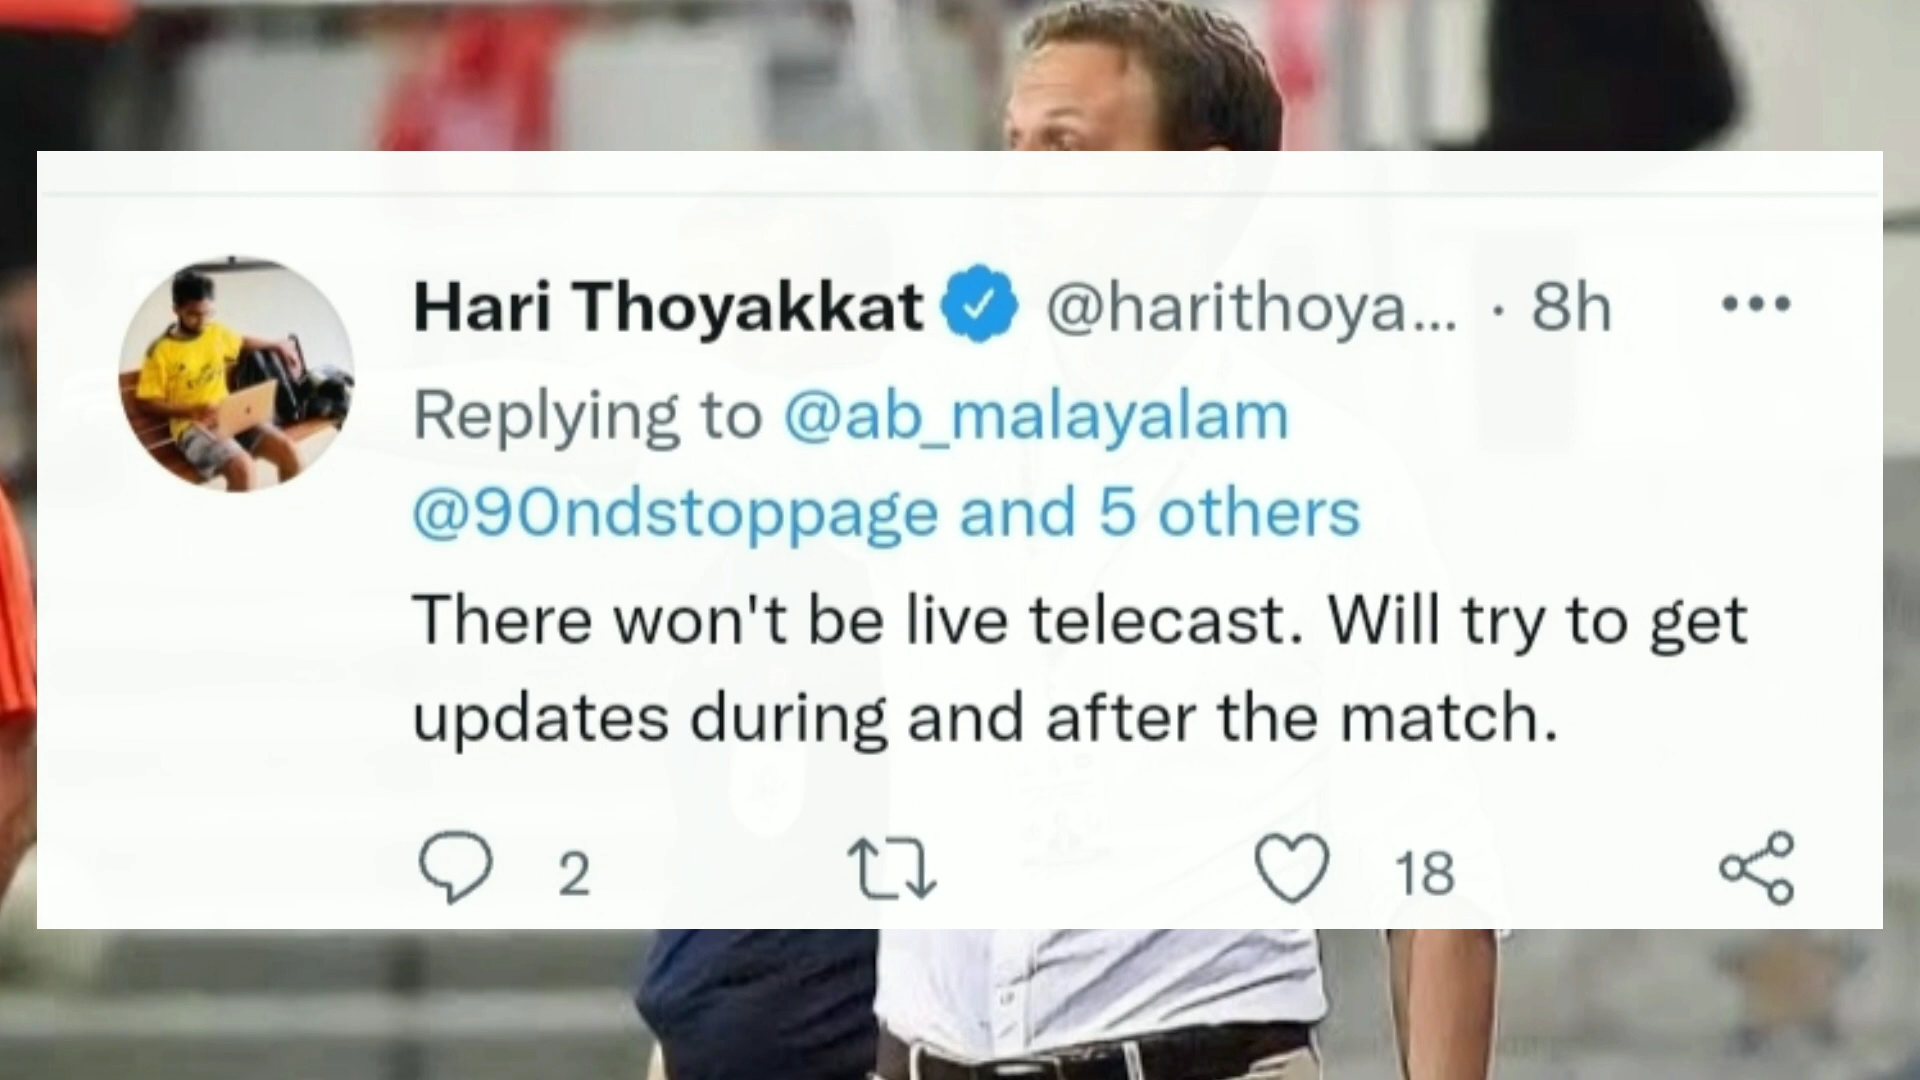 Hari Thoyakkat @harithoya... · 8h
Replying to @ab_malayalam
@90ndstoppage and 5 others
There won't be live telecast. Will try to get
updates during and after the match.
2 18